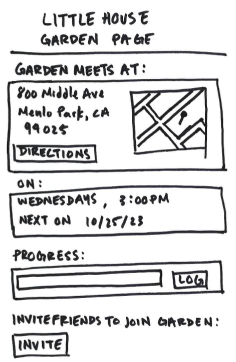 LITTLE HOUSE
GARDEN PAGE
GARDEN MEETS AT:
800 Middle Ave
Menlo Park, CA
99025
DIRECTIONS
ON:
WEDNESDAYS, 3:00PM
NEXT ON 10/25/23
PROGRESS:
LOG
INVITE FRIENDS TO JOIN GARDEN:
INVITE